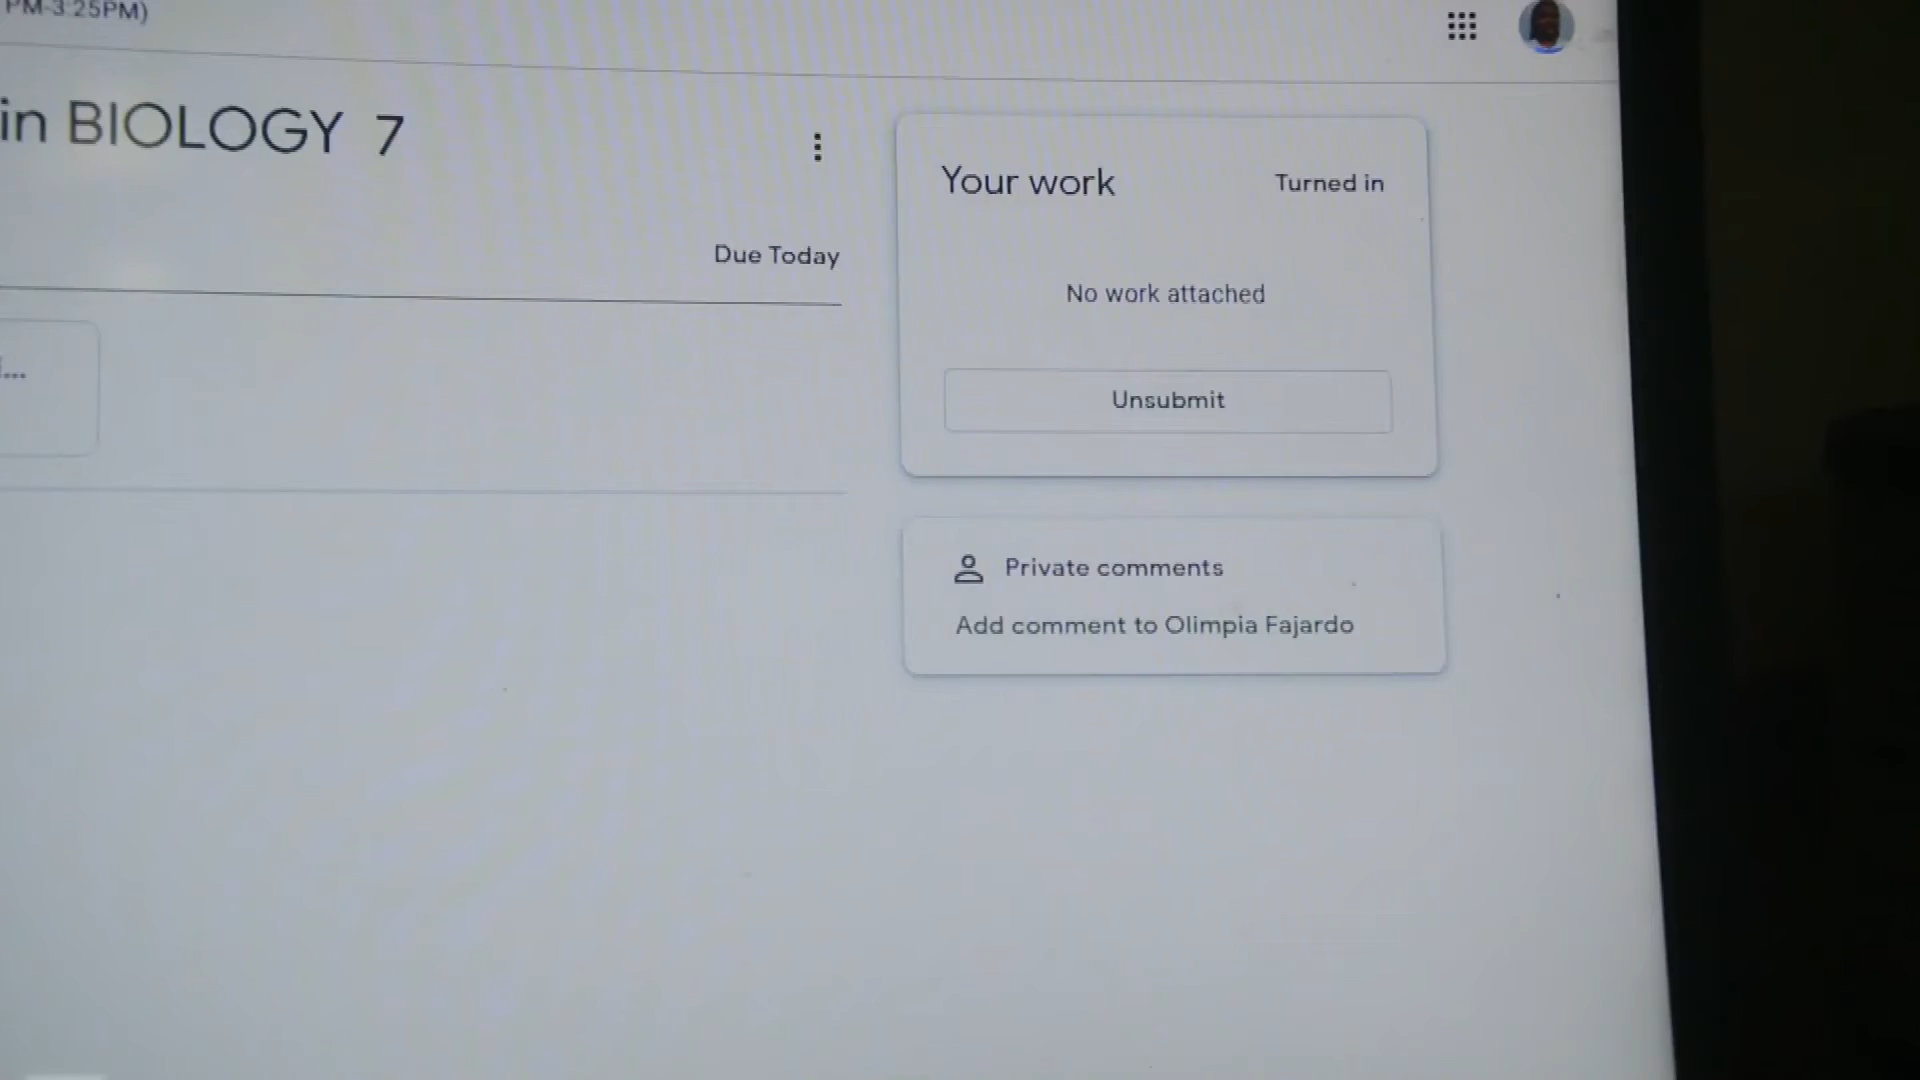 PM-3:25PM)
in BIOLOGY 7
Due Today
Your work
Turned in
No work attached
Unsubmit
Private comments
Add comment to Olimpia Fajardo